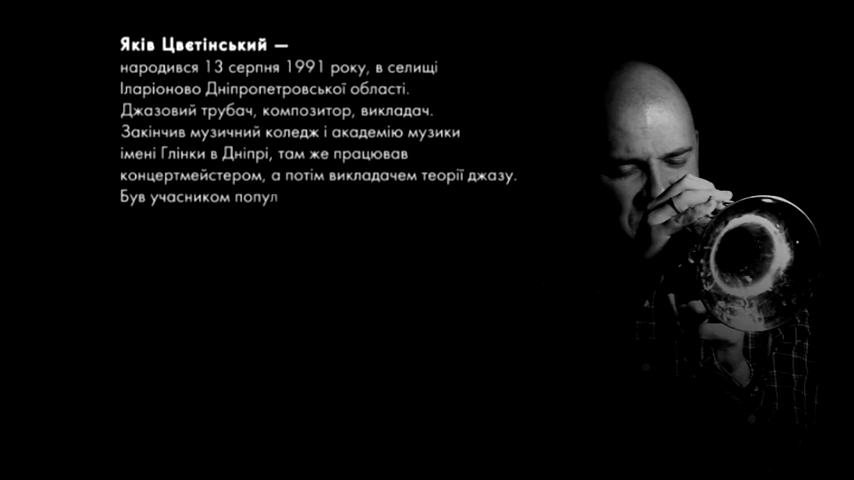 Яків Цвєтінський —
народився 13 серпня 1991 року, в селищі
Іларіоново Дніпропетровської області.
Джазовий трубач, композитор, викладач.
Закінчив музичний коледж і академію музики
імені Глінки в Дніпрі, там же працював
концертмейстером, а потім викладачем теорії джазу.
Був учасником попул